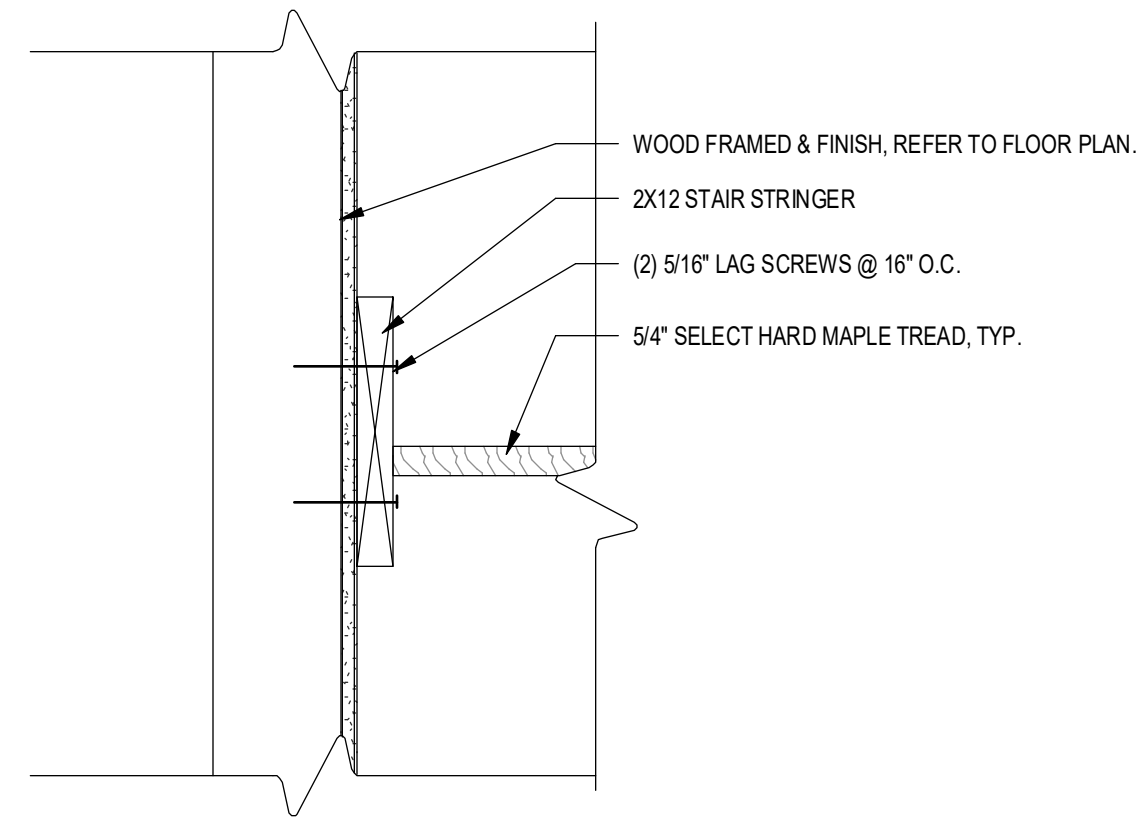 WOOD FRAMED & FINISH, REFER TO FLOOR PLAN.
2X12 STAIR STRINGER
(2) 5/16" LAG SCREWS @ 16" O.C.
5/4" SELECT HARD MAPLE TREAD, TYP.